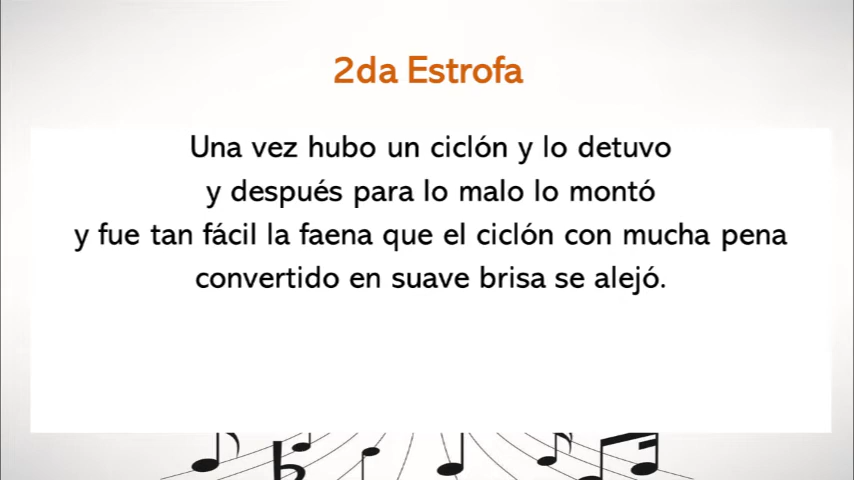 2da Estrofa
Una vez hubo un ciclón y lo detuvo
y después para lo malo lo montó
y fue tan fácil la faena que el ciclón con mucha pena
convertido en suave brisa se alejó.